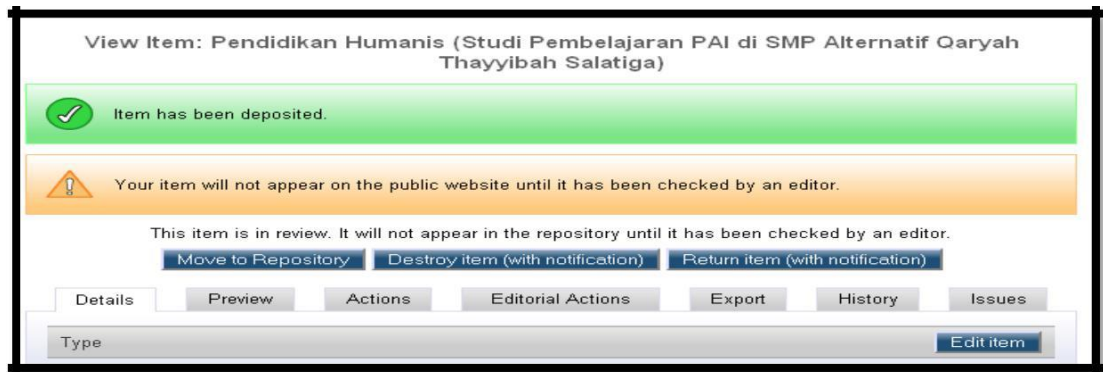 View Item: Pendidikan Humanis (Studi Pembelajaran PAI di SMP Alternatif Qaryah
Thayyibah Salatiga)
Item has been deposited.
Your item will not appear on the public website until it has been checked by an editor.
This item is in review. It will not appear in the repository until it has been checked by an editor.
Move to Repository Destroy item (with notification) Return item (with notification)
Details Preview Actions Editorial Actions Export History Issues
Type Edit item